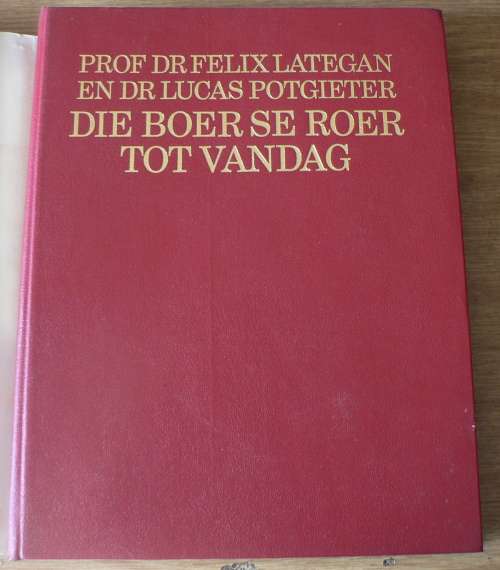 PROF DR FELIX LATEGAN
EN DR LUCAS POTGIETER
DIE BOER SE ROER
TOT VANDAG